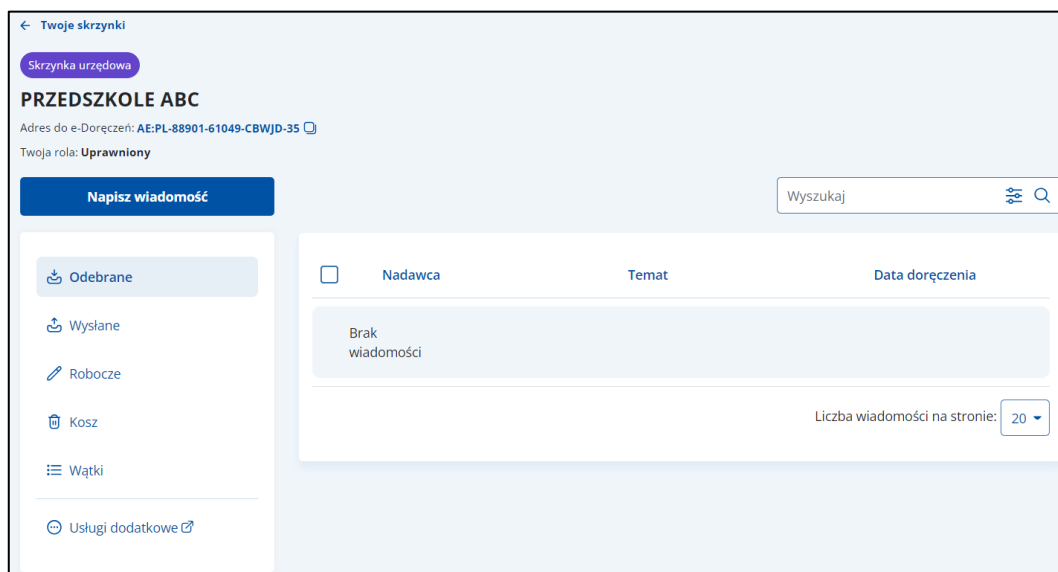 Twoje skrzynki
Skrzynka urzędowa
PRZEDSZKOLE ABC
Adres do e-Doręczeń: AE:PL-88901-61049-CBWJD-35
Twoja rola: Uprawniony
Napisz wiadomość
Wyszukaj
Odebrane
Wysłane
Robocze
Kosz
Wątki
Usługi dodatkowe
Nadawca Temat Data doręczenia
Brak
wiadomości
Liczba wiadomości na stronie: 20